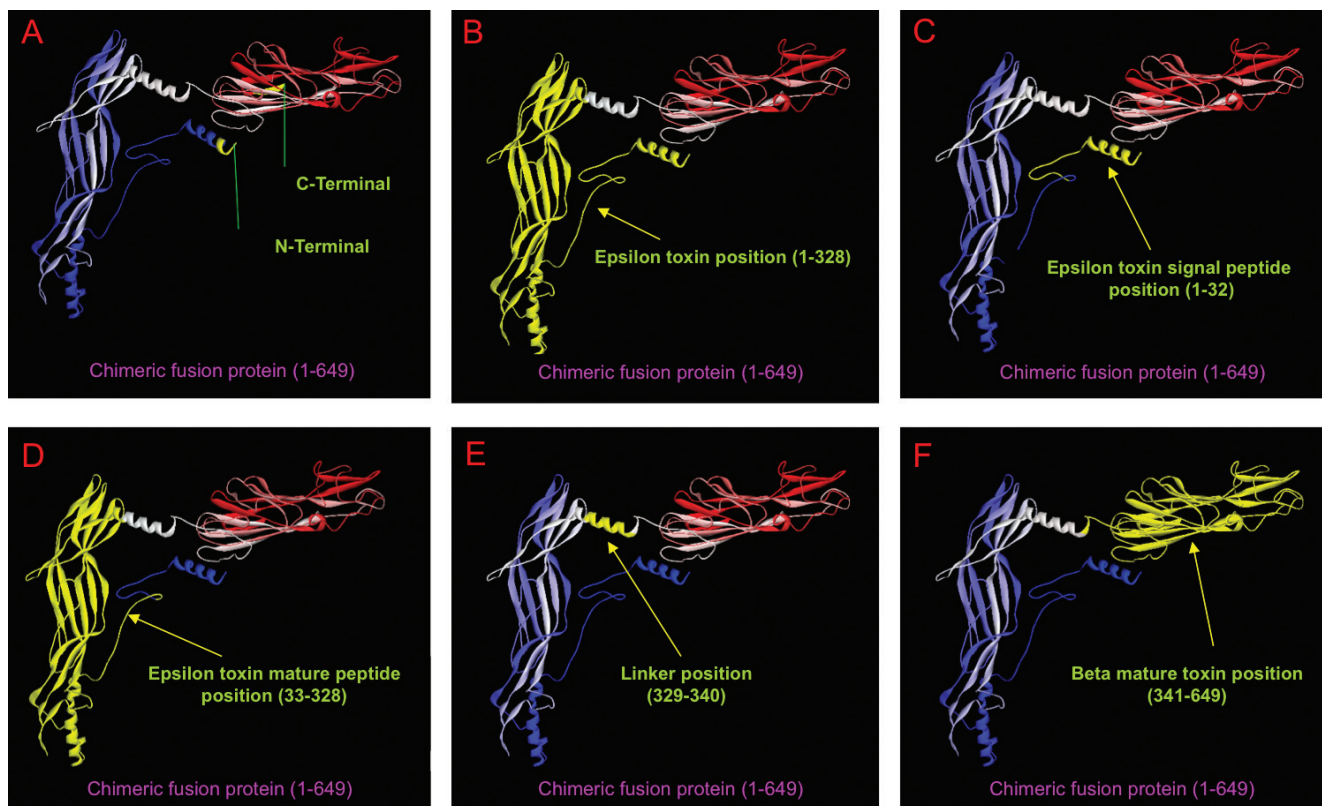 A
C-Terminal
N-Terminal
Chimeric fusion protein (1-649)
B
Epsilon toxin position (1-328)
Chimeric fusion protein (1-649)
C
Epsilon toxin signal peptide
position (1-32)
Chimeric fusion protein (1-649)
D
Epsilon toxin mature peptide
position (33-328)
Chimeric fusion protein (1-649)
E
Linker position
(329-340)
Chimeric fusion protein (1-649)
F
Beta mature toxin position
(341-649)
Chimeric fusion protein (1-649)